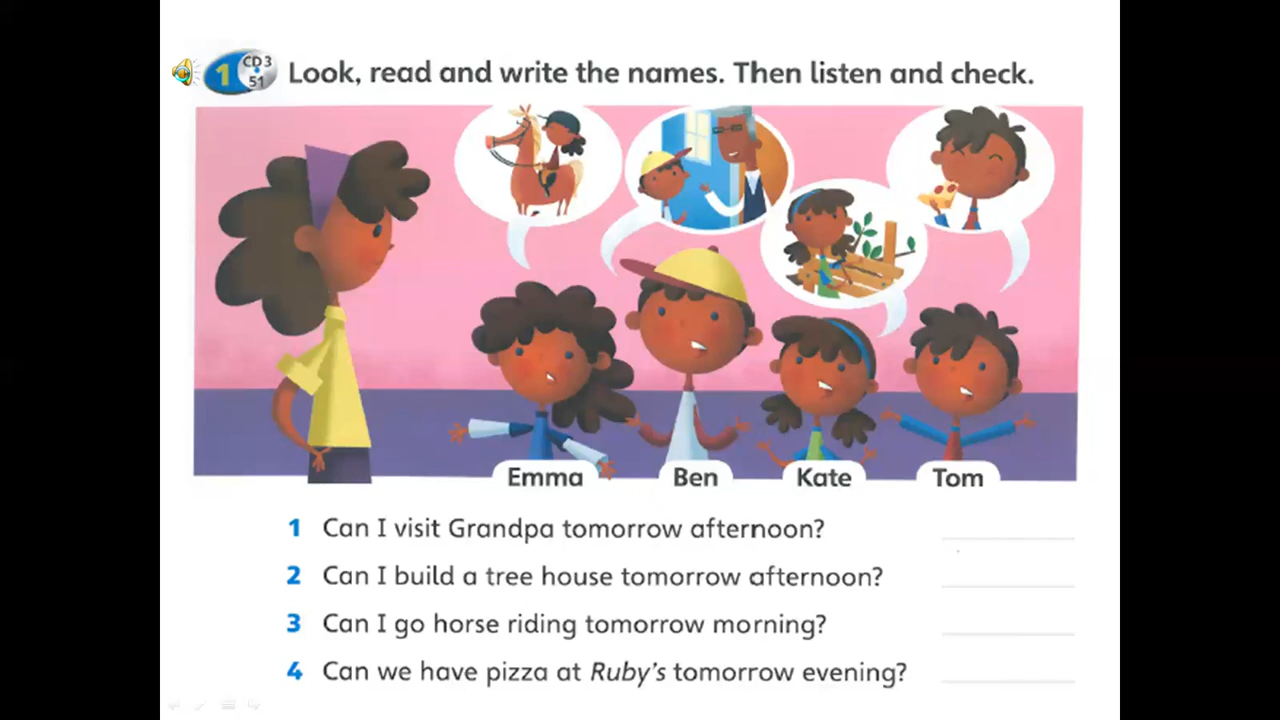 1 CD 3 51 Look, read and write the names. Then listen and check.
Emma Ben Kate Tom
1 Can I visit Grandpa tomorrow afternoon?
2 Can I build a tree house tomorrow afternoon?
3 Can I go horse riding tomorrow morning?
4 Can we have pizza at Ruby's tomorrow evening?